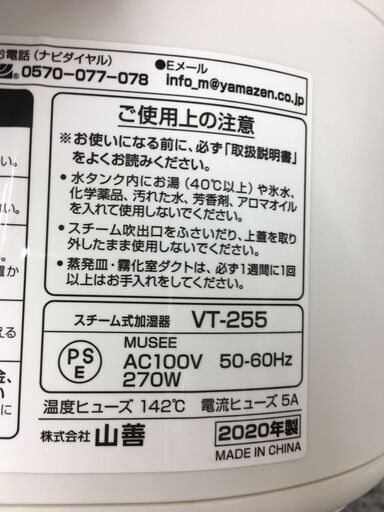 お電話（ナビダイヤル）
0570-077-078
●Eメール
info_m@yamazen.co.jp
ご使用上の注意
※お使いになる前に、必ず「取扱説明書」
をよくお読みください。
・水タンク内にお湯（40℃以上）や氷水、
化学薬品、汚れた水、芳香剤、アロマオイル
を入れて使用しないでください。
・スチーム吹出口をふさいだり、上蓋を取り
外したまま使用しないでください。
・蒸発皿・霧化室ダクトは、必ず1週間に1回
以上はお手入れをしてください。
スチーム式加湿器 VT-255
PS
E
MUSEE
AC100V 50-60Hz
270W
温度ヒューズ 142℃ 電流ヒューズ 5A
株式会社 山善
2020年製
MADE IN CHINA